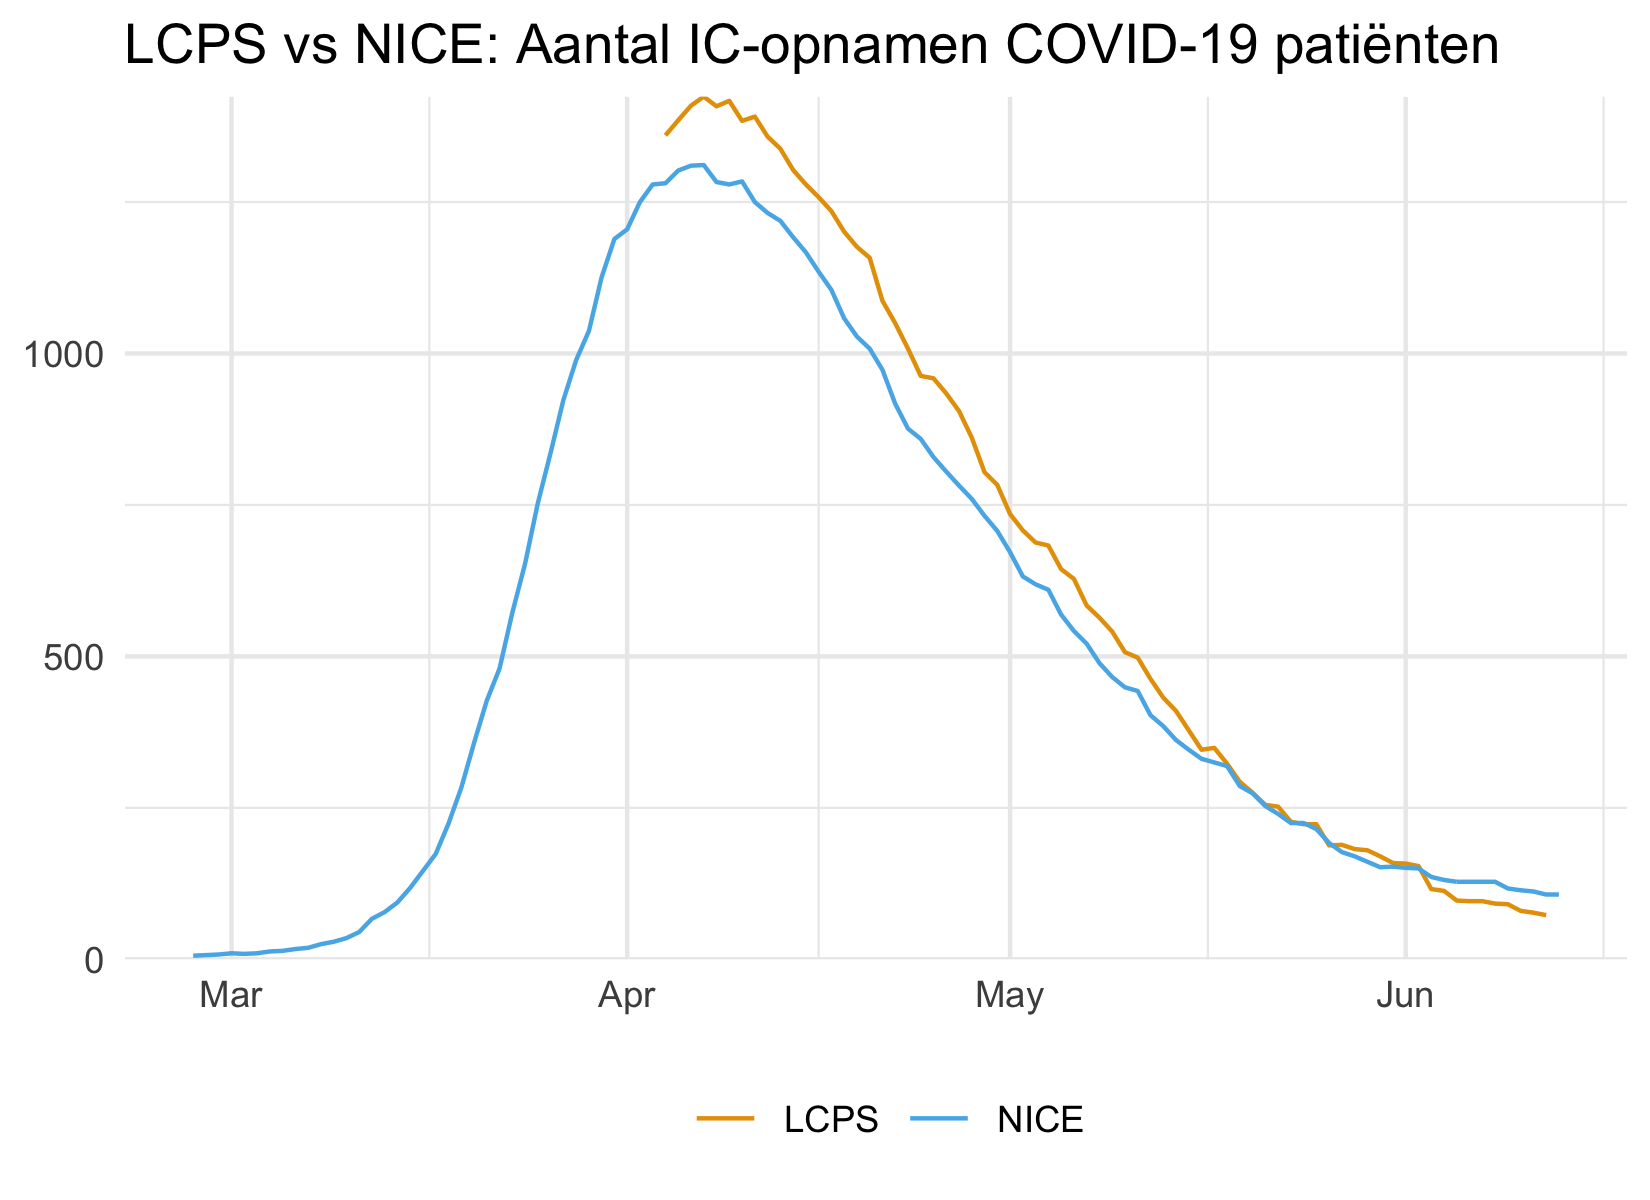 LCPS vs NICE: Aantal IC-opnamen COVID-19 patiënten
1000
500
0
Mar Apr May Jun
LCPS NICE